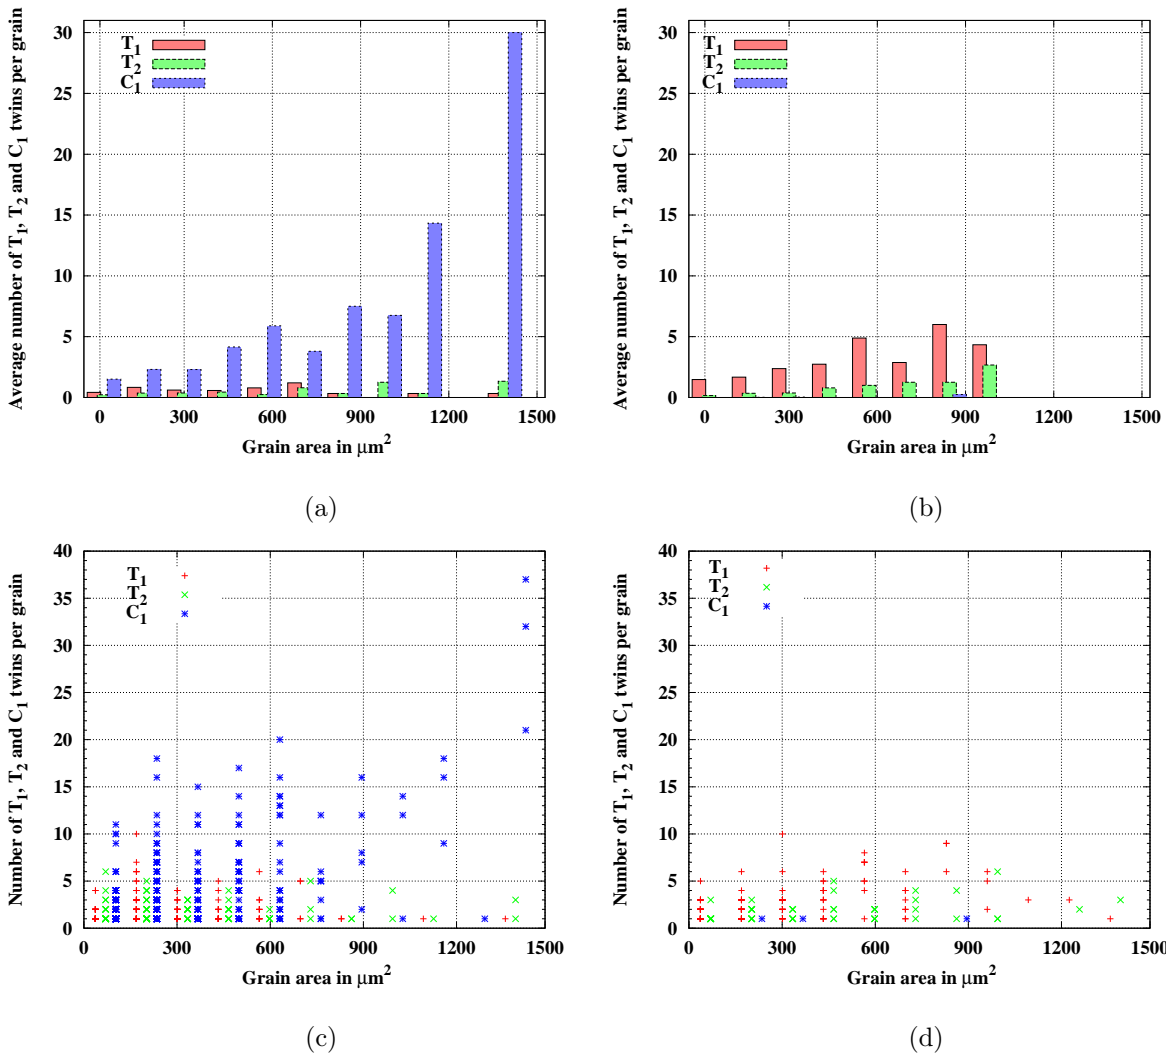 Average number of T1, T2 and C1 twins per grain
30
25
20
15
10
5
0
T1
T2
C1
0 300 600 900 1200 1500
Grain area in μm2
(a)
Average number of T1, T2 and C1 twins per grain
30
25
20
15
10
5
0
T1
T2
C1
0 300 600 900 1200 1500
Grain area in μm2
(b)
Number of T1, T2 and C1 twins per grain
40
35
30
25
20
15
10
5
0
T1
T2
C1
0 300 600 900 1200 1500
Grain area in μm2
(c)
Number of T1, T2 and C1 twins per grain
40
35
30
25
20
15
10
5
0
T1
T2
C1
0 300 600 900 1200 1500
Grain area in μm2
(d)